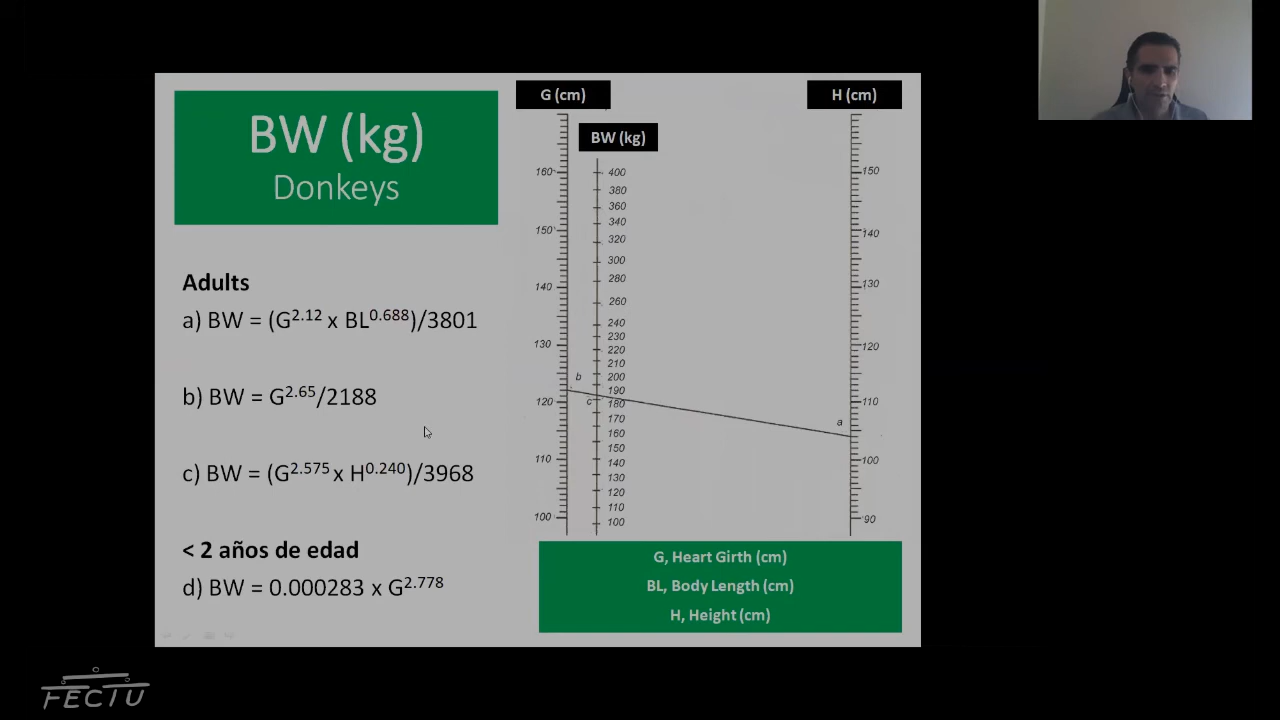 BW (kg)
Donkeys
Adults
a) BW = (G2.12 x BL0.688)/3801
b) BW = G2.65/2188
c) BW = (G2.575 x H0.240)/3968
< 2 años de edad
d) BW = 0.000283 x G2.778
G (cm)
160
150
140
130
120
110
100
BW (kg)
400
380
360
340
320
300
280
260
240
230
220
210
200
190
180
170
160
150
140
130
120
110
100
b
c
a
H (cm)
150
140
130
120
110
100
90
G, Heart Girth (cm)
BL, Body Length (cm)
H, Height (cm)
FECTU